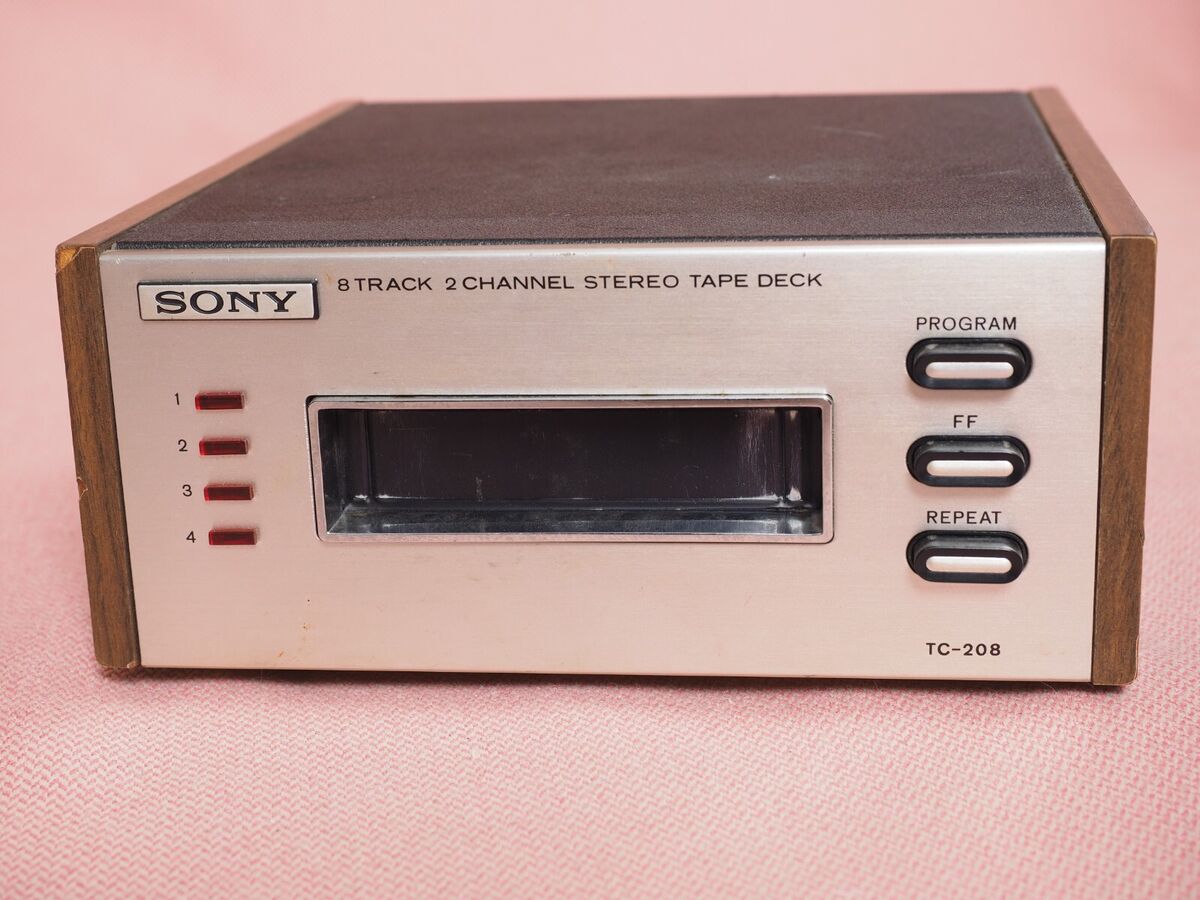 SONY
8 TRACK 2 CHANNEL STEREO TAPE DECK
PROGRAM
1
FF
2
3
REPEAT
4
TC-208